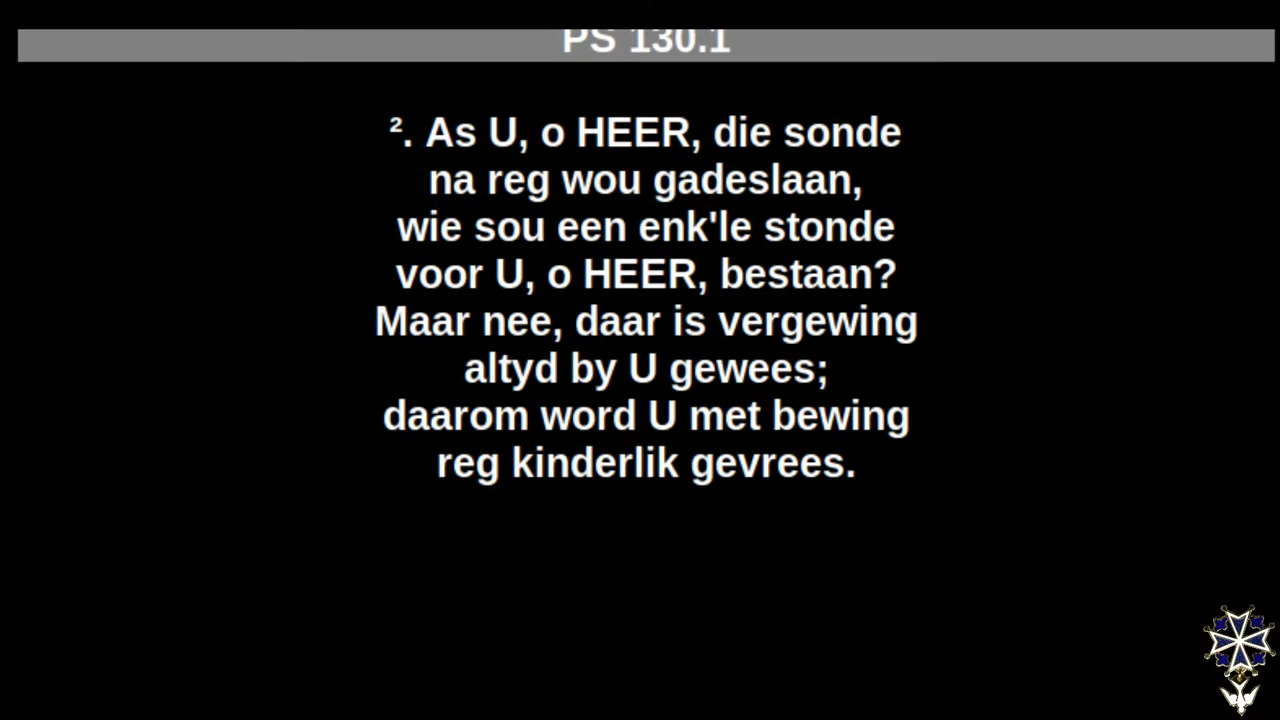 PS 130.1
². As U, o HEER, die sonde
na reg wou gadeslaan,
wie sou een enk'le stonde
voor U, o HEER, bestaan?
Maar nee, daar is vergewing
altyd by U gewees;
daarom word U met bewing
reg kinderlik gevrees.